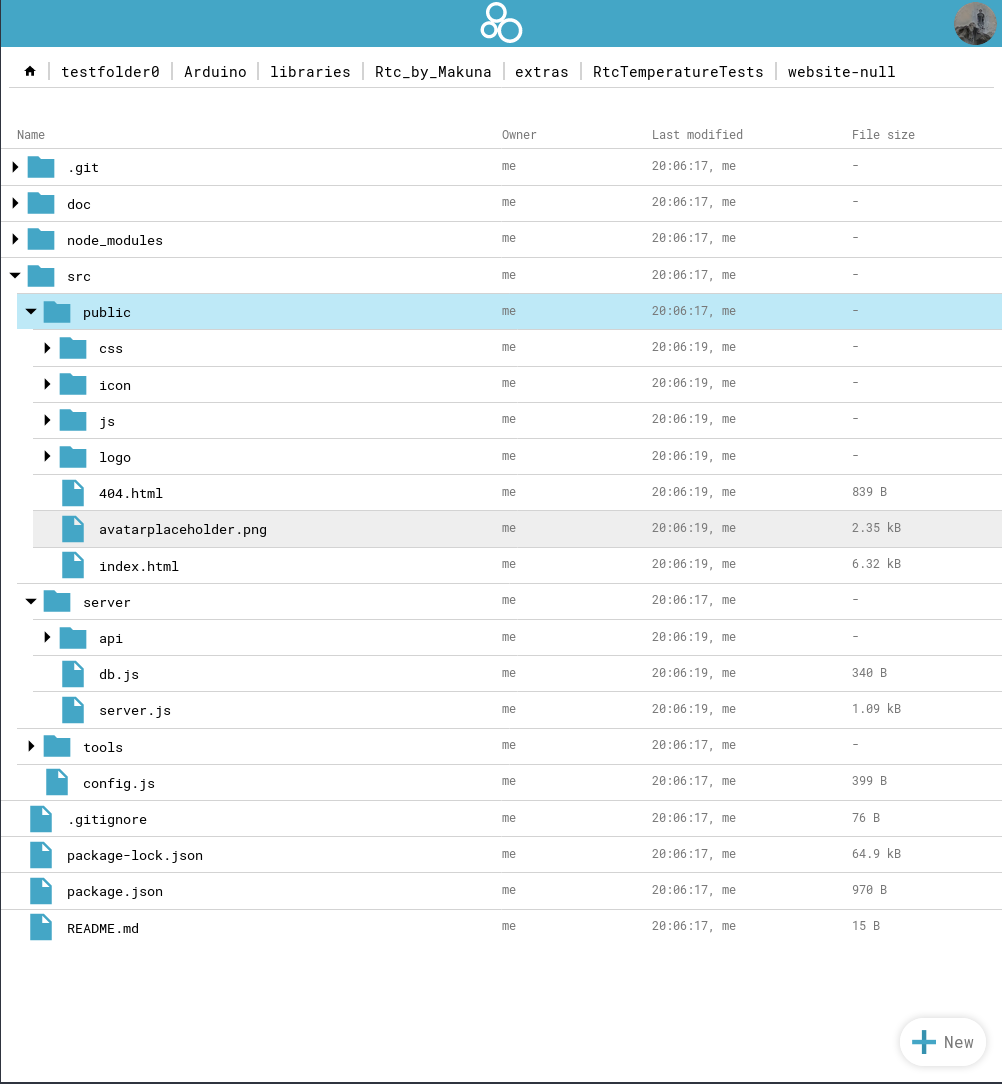 testfolder0 Arduino libraries Rtc_by_Makuna extras RtcTemperatureTests website-null
Name Owner Last modified File size
.git me 20:06:17, me -
doc me 20:06:17, me -
node_modules me 20:06:17, me -
src me 20:06:17, me -
public me 20:06:17, me -
css me 20:06:19, me -
icon me 20:06:19, me -
js me 20:06:19, me -
logo me 20:06:19, me -
404.html me 20:06:19, me 839 B
avatarplaceholder.png me 20:06:19, me 2.35 kB
index.html me 20:06:19, me 6.32 kB
server me 20:06:17, me -
api me 20:06:19, me -
db.js me 20:06:19, me 340 B
server.js me 20:06:19, me 1.09 kB
tools me 20:06:17, me -
config.js me 20:06:17, me 399 B
.gitignore me 20:06:17, me 76 B
package-lock.json me 20:06:17, me 64.9 kB
package.json me 20:06:17, me 970 B
README.md me 20:06:17, me 15 B
New